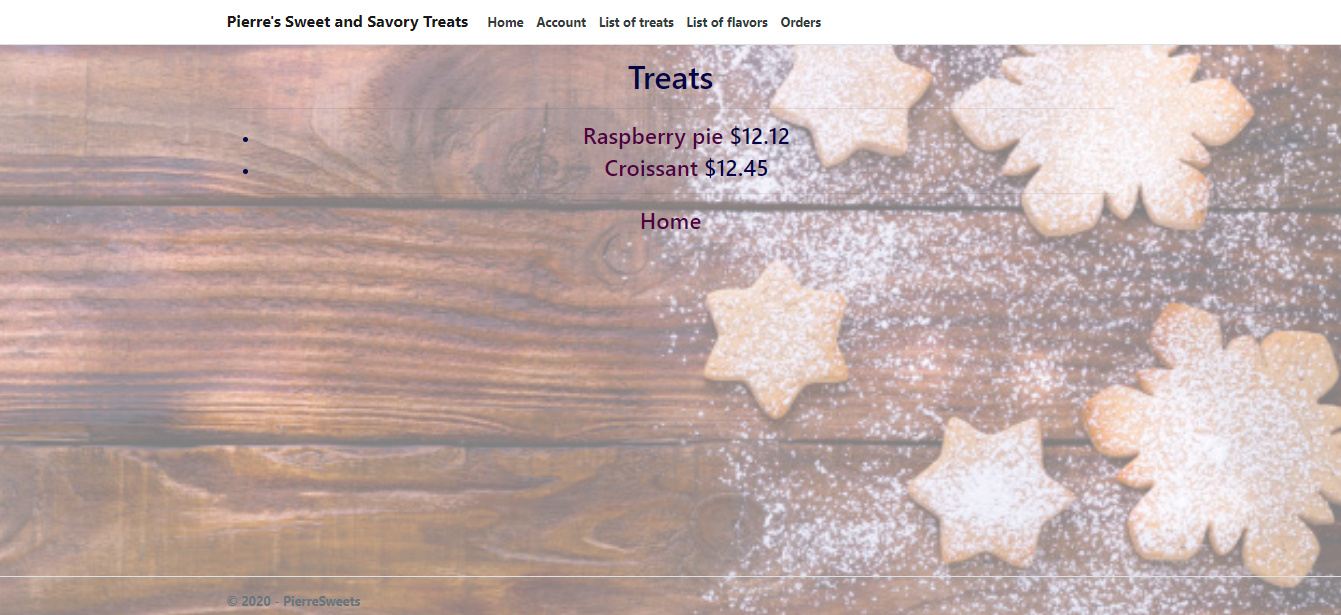 Pierre's Sweet and Savory Treats Home Account List of treats List of flavors Orders
Treats
Raspberry pie $12.12
Croissant $12.45
Home
© 2020 - PierreSweets